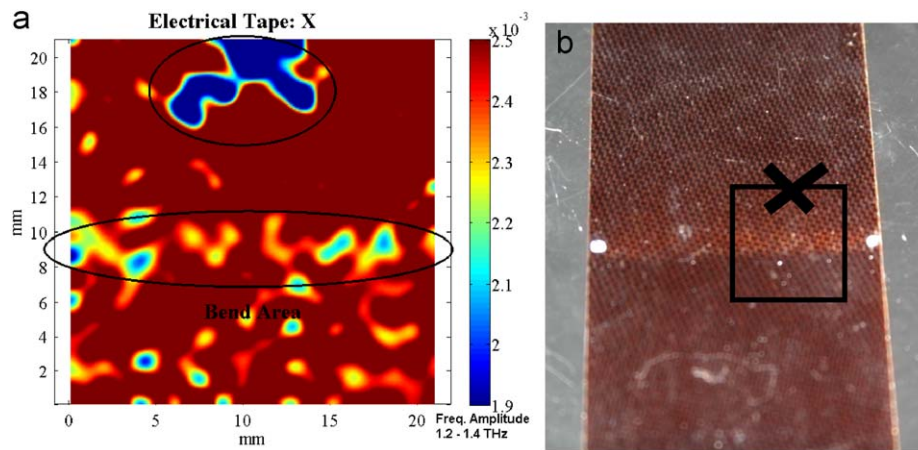 a
Electrical Tape: X
× 10⁻³
20
18
16
14
12
10
8
6
4
2
mm
0
5
10
15
20
mm
Bend Area
2.5
2.4
2.3
2.2
2.1
2
1.9
Freq. Amplitude
1.2 - 1.4 THz
b